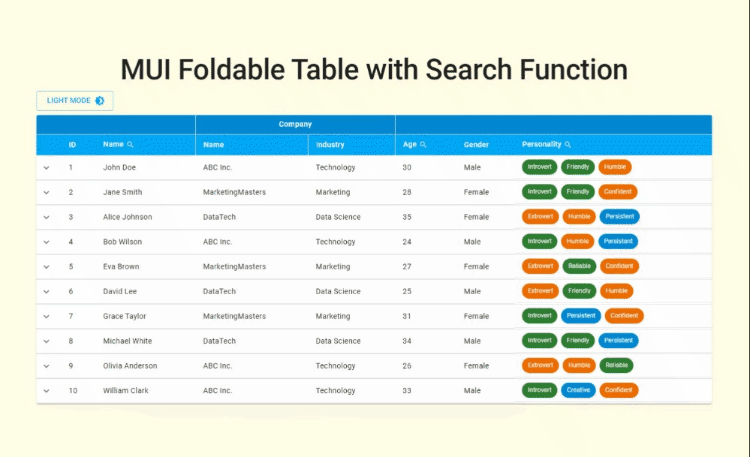 MUI Foldable Table with Search Function
LIGHT MODE
Company
ID Name Name Industry Age Gender Personality
1 John Doe ABC Inc. Technology 30 Male Introvert Friendly Humble
2 Jane Smith MarketingMasters Marketing 28 Female Introvert Friendly Confident
3 Alice Johnson DataTech Data Science 35 Female Extrovert Humble Persistent
4 Bob Wilson ABC Inc. Technology 24 Male Introvert Humble Persistent
5 Eva Brown MarketingMasters Marketing 27 Female Extrovert Reliable Confident
6 David Lee DataTech Data Science 25 Male Extrovert Friendly Humble
7 Grace Taylor MarketingMasters Marketing 31 Female Introvert Persistent Confident
8 Michael White DataTech Data Science 34 Male Introvert Friendly Persistent
9 Olivia Anderson ABC Inc. Technology 26 Female Extrovert Humble Reliable
10 William Clark ABC Inc. Technology 33 Male Introvert Creative Confident